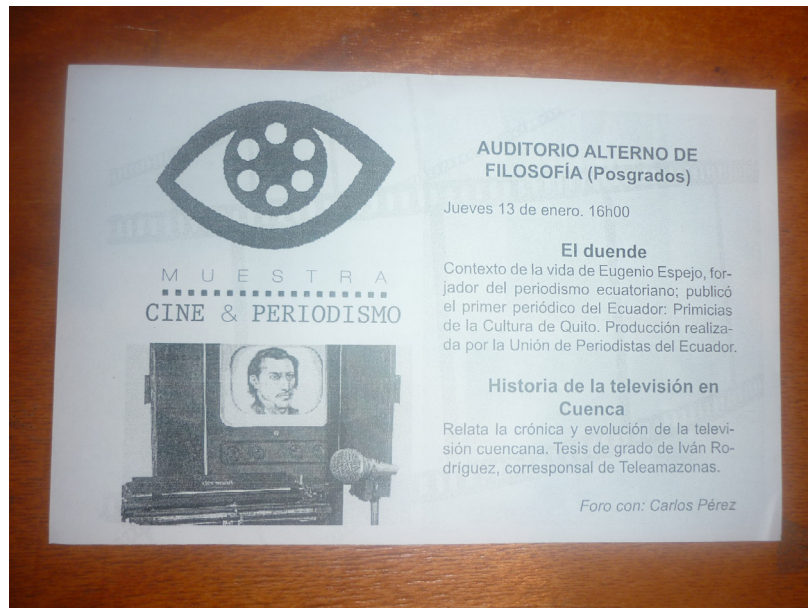 MUESTRA
CINE & PERIODISMO
AUDITORIO ALTERNO DE
FILOSOFÍA (Posgrados)
Jueves 13 de enero. 16h00
El duende
Contexto de la vida de Eugenio Espejo, for-
jador del periodismo ecuatoriano; publicó
el primer periódico del Ecuador: Primicias
de la Cultura de Quito. Producción realiza-
da por la Unión de Periodistas del Ecuador.
Historia de la televisión en
Cuenca
Relata la crónica y evolución de la televi-
sión cuencana. Tesis de grado de Iván Ro-
dríguez, corresponsal de Teleamazonas.
Foro con: Carlos Pérez